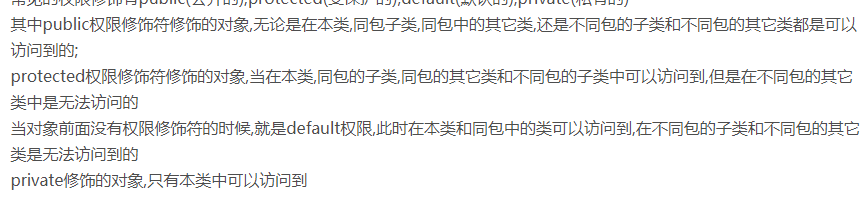 常见的权限修饰有public(公开的),protected(受保护的),default(默认的),private(私有的)
其中public权限修饰符修饰的对象,无论是在本类,同包子类,同包中的其它类,还是不同包的子类和不同包的其它类都是可以
访问到的;
protected权限修饰符修饰的对象,当在本类,同包的子类,同包的其它类和不同包的子类中可以访问到,但是在不同包的其它
类中是无法访问的
当对象前面没有权限修饰符的时候,就是default权限,此时在本类和同包中的类可以访问到,在不同包的子类和不同包的其它
类是无法访问到的
private修饰的对象,只有本类中可以访问到